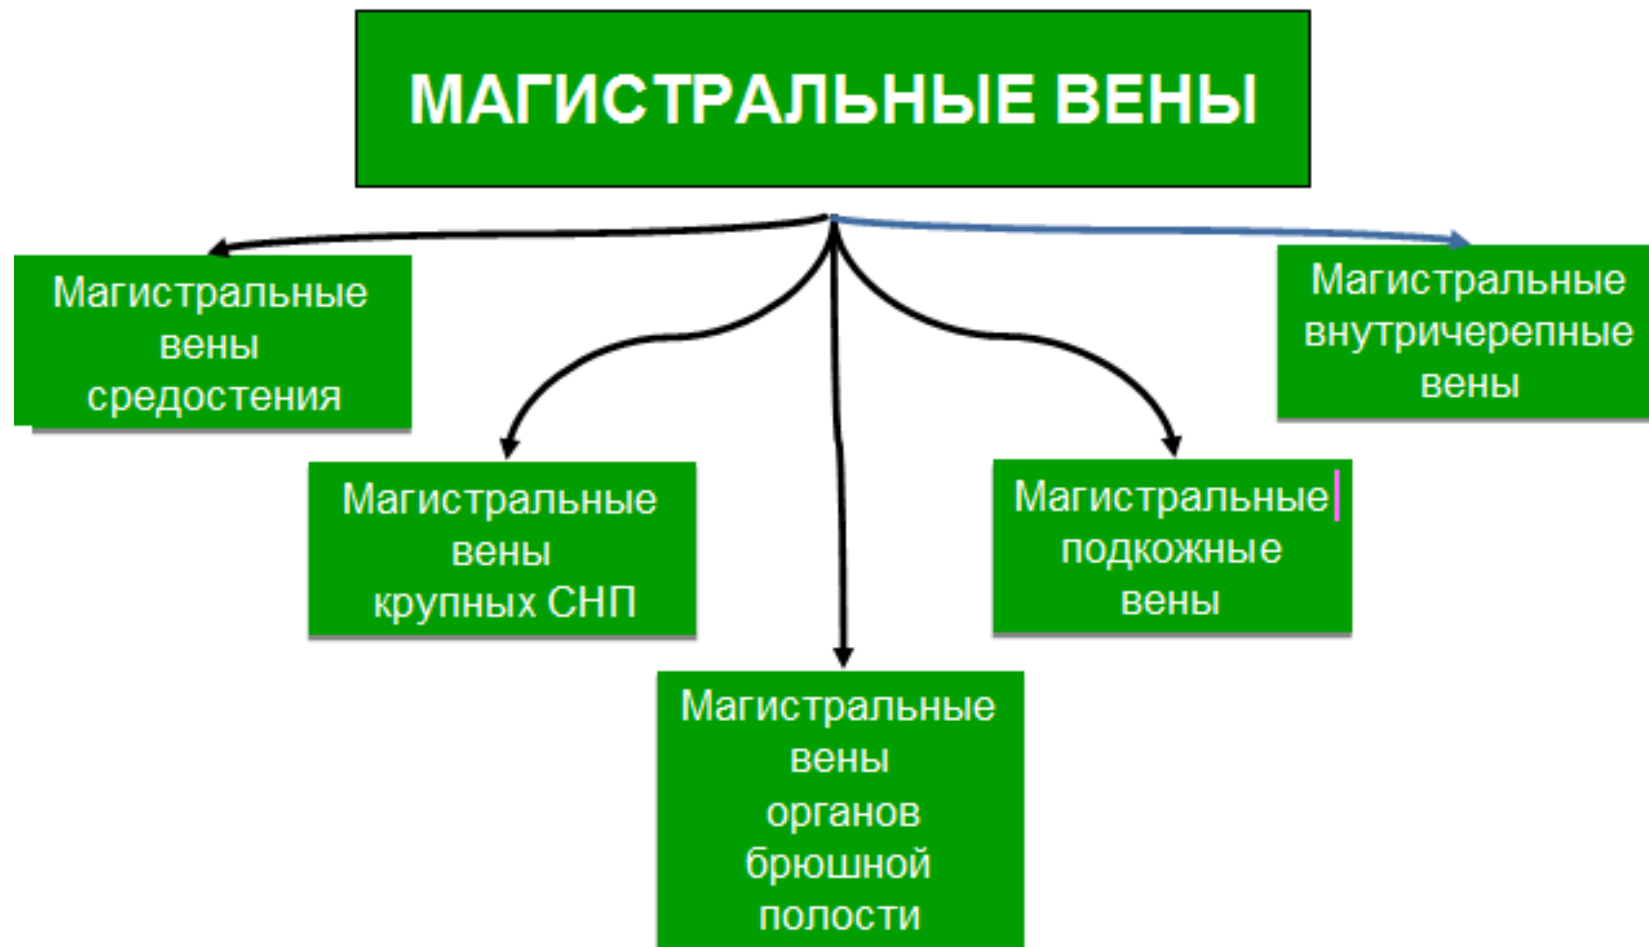 МАГИСТРАЛЬНЫЕ ВЕНЫ
Магистральные
вены
средостения
Магистральные
вены
крупных СНП
Магистральные
вены
органов
брюшной
полости
Магистральные
подкожные
вены
Магистральные
внутричерепные
вены